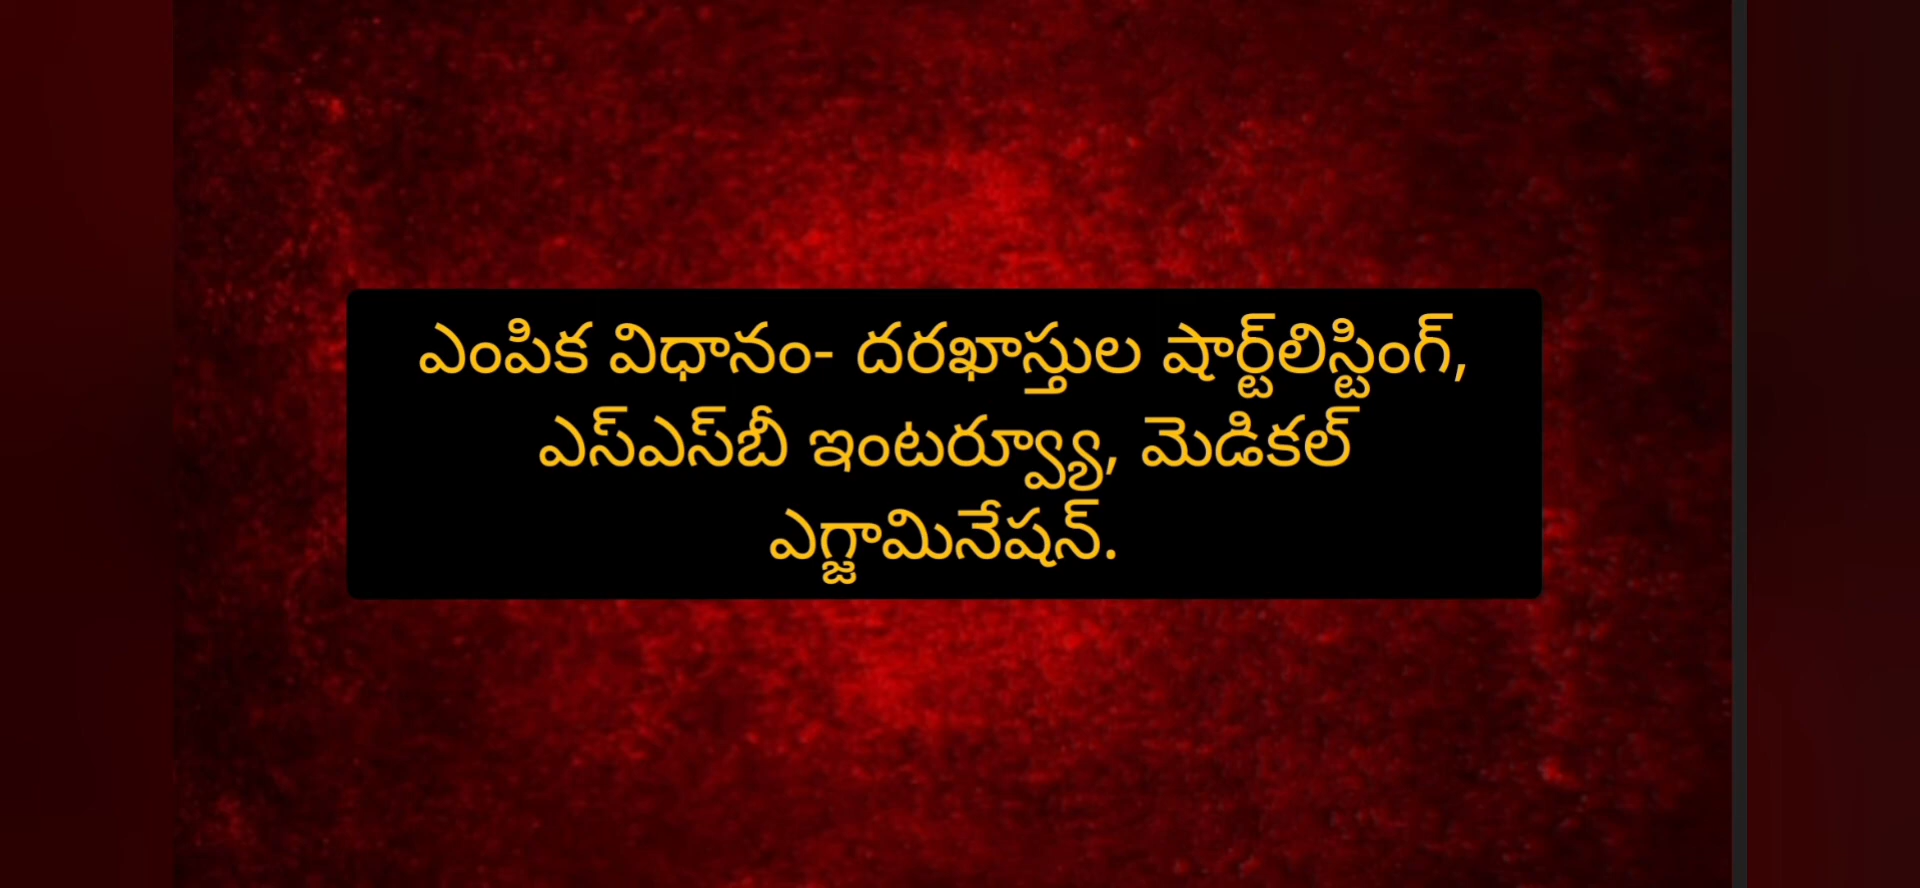 ఎంపిక విధానం- దరఖాస్తుల షార్ట్‌లిస్టింగ్,
ఎస్ఎస్‌బీ ఇంటర్వ్యూ, మెడికల్
ఎగ్జామినేషన్.